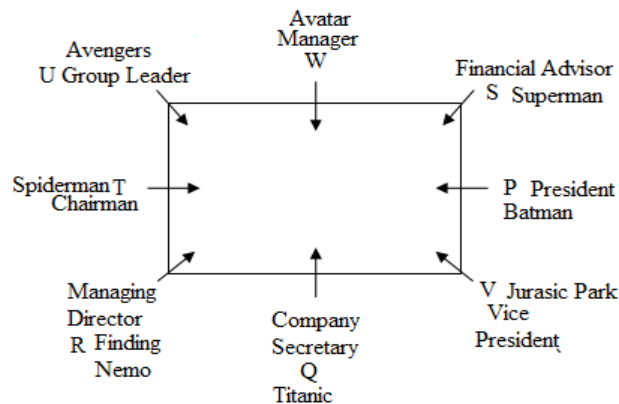 Avatar
Manager
W
Avengers
U Group Leader
Financial Advisor
S Superman
Spiderman T
Chairman
P President
Batman
Managing
Director
R Finding
Nemo
Company
Secretary
Q
Titanic
V Jurasic Park
Vice
President